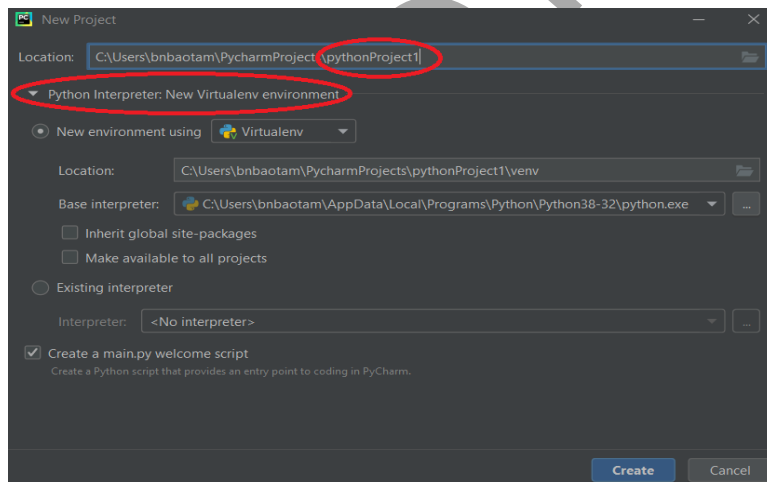 PC New Project
Location: C:\Users\bnbaotam\PycharmProjects\pythonProject1
Python Interpreter: New Virtualenv environment
New environment using Virtualenv
Location: C:\Users\bnbaotam\PycharmProjects\pythonProject1\venv
Base interpreter: C:\Users\bnbaotam\AppData\Local\Programs\Python\Python38-32\python.exe ...
Inherit global site-packages
Make available to all projects
Existing interpreter
Interpreter: <No interpreter> ...
Create a main.py welcome script
Create a Python script that provides an entry point to coding in PyCharm.
Create Cancel